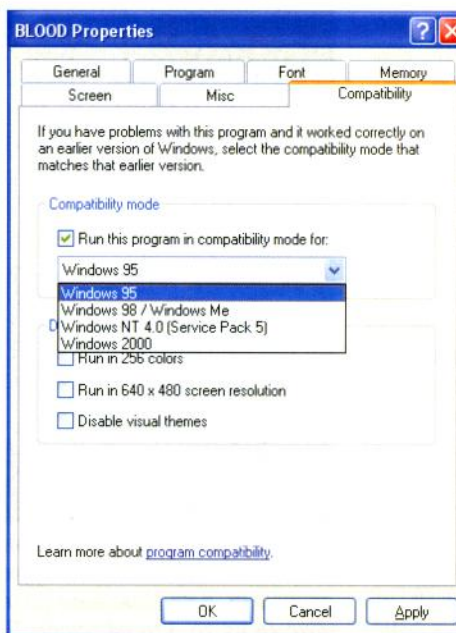 BLOOD Properties
General Program Font Memory
Screen Misc Compatibility
If you have problems with this program and it worked correctly on
an earlier version of Windows, select the compatibility mode that
matches that earlier version.
Compatibility mode
Run this program in compatibility mode for:
Windows 95
Windows 95
Windows 98 / Windows Me
Windows NT 4.0 (Service Pack 5)
Windows 2000
Run in 256 colors
Run in 640 x 480 screen resolution
Disable visual themes
Learn more about program compatibility.
OK Cancel Apply